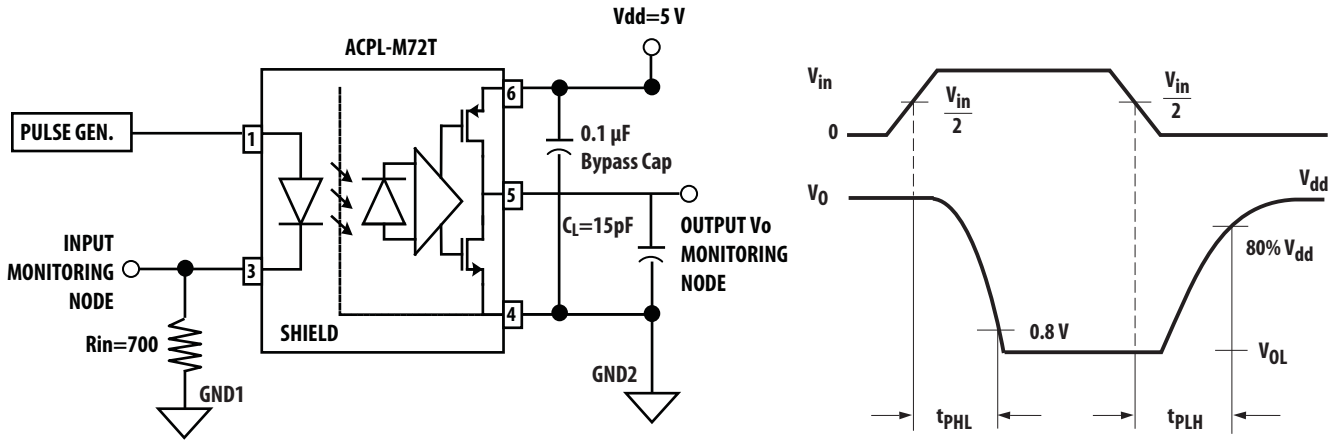 Vdd=5 V
ACPL-M72T
PULSE GEN.
1
6
0.1 µF
Bypass Cap
5
CL=15pF
OUTPUT Vo
MONITORING
NODE
INPUT
MONITORING
NODE
3
4
SHIELD
Rin=700
GND1
GND2
Vin
0
Vin
2
Vin
2
VO
Vdd
80% Vdd
0.8 V
VOL
tPHL
tPLH